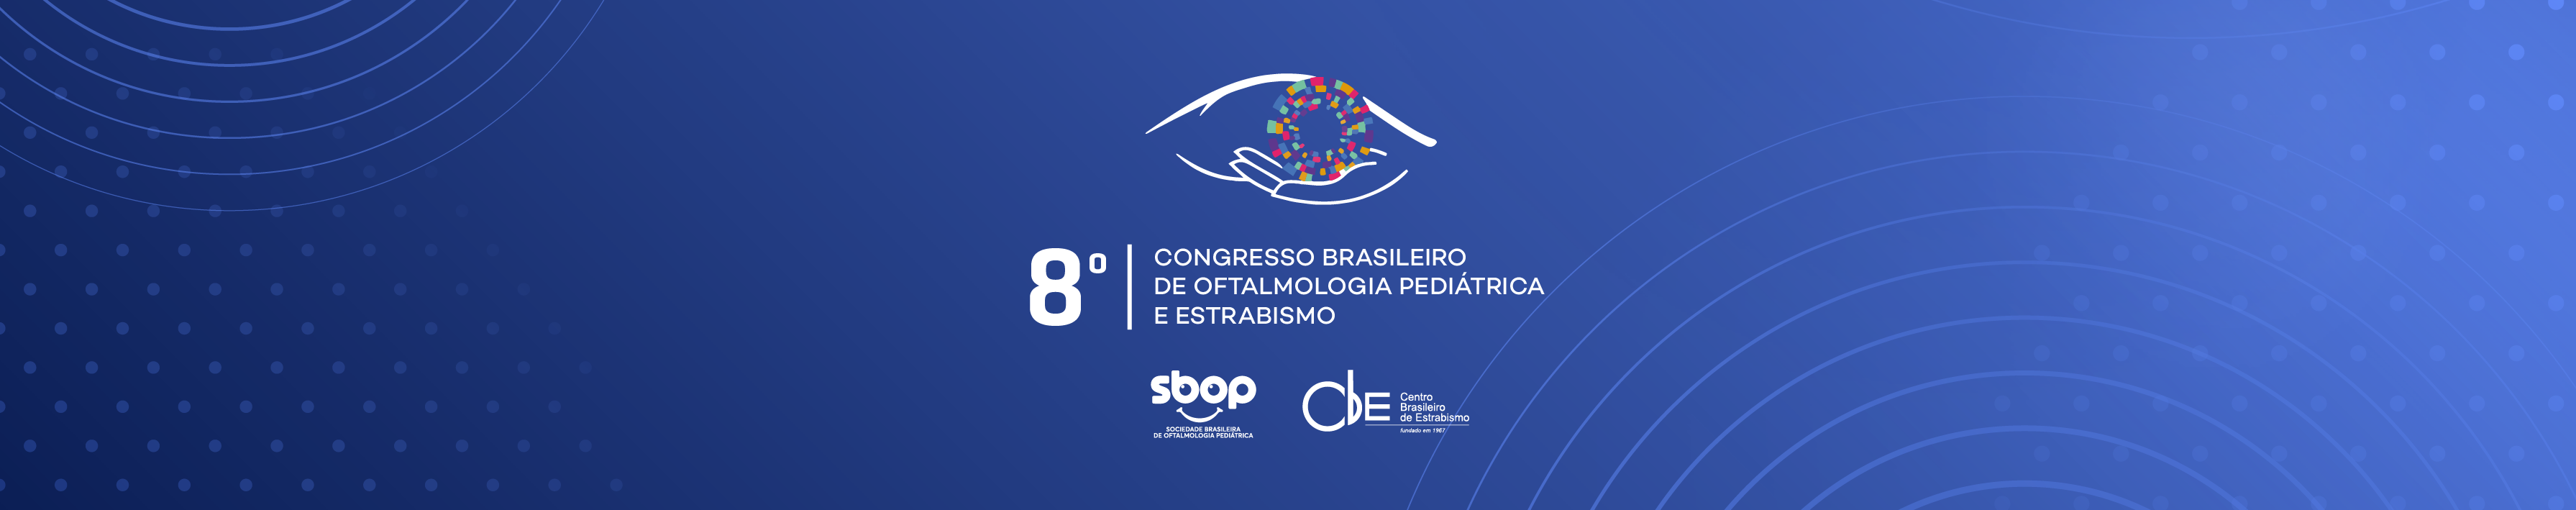 8º
CONGRESSO BRASILEIRO
DE OFTALMOLOGIA PEDIÁTRICA
E ESTRABISMO
sbop
SOCIEDADE BRASILEIRA
DE OFTALMOLOGIA PEDIÁTRICA
cbE
Centro
Brasileiro
de Estrabismo
fundado em 1967